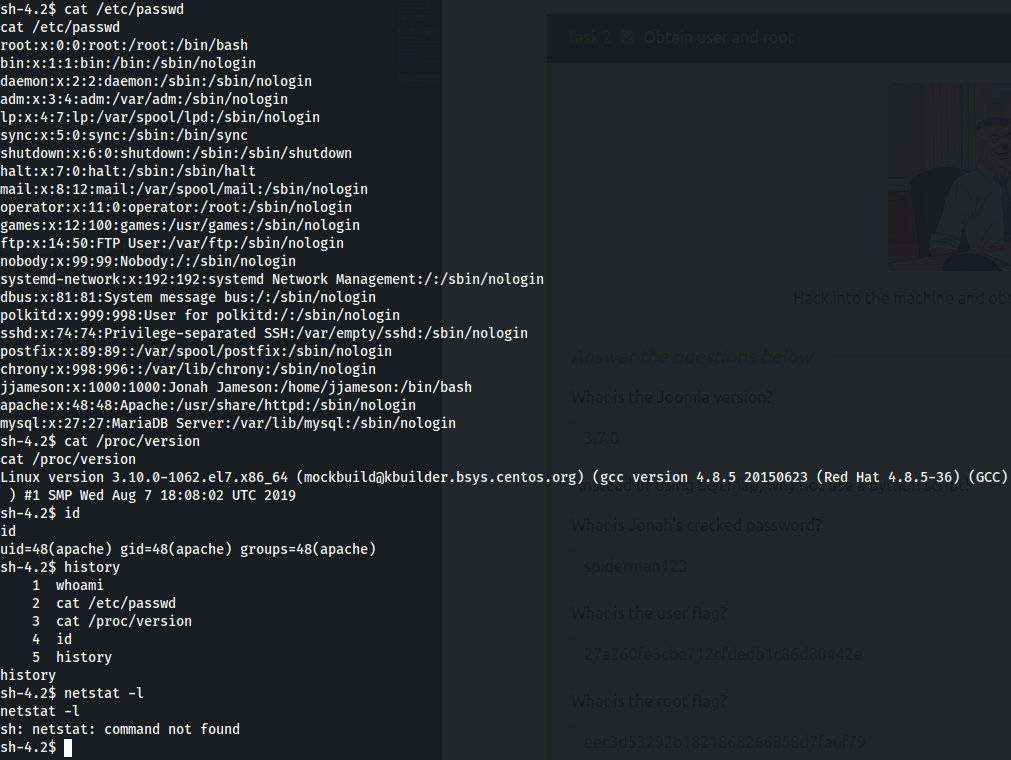 sh-4.2$ cat /etc/passwd
cat /etc/passwd
root:x:0:0:root:/root:/bin/bash
bin:x:1:1:bin:/bin:/sbin/nologin
daemon:x:2:2:daemon:/sbin:/sbin/nologin
adm:x:3:4:adm:/var/adm:/sbin/nologin
lp:x:4:7:lp:/var/spool/lpd:/sbin/nologin
sync:x:5:0:sync:/sbin:/bin/sync
shutdown:x:6:0:shutdown:/sbin:/sbin/shutdown
halt:x:7:0:halt:/sbin:/sbin/halt
mail:x:8:12:mail:/var/spool/mail:/sbin/nologin
operator:x:11:0:operator:/root:/sbin/nologin
games:x:12:100:games:/usr/games:/sbin/nologin
ftp:x:14:50:FTP User:/var/ftp:/sbin/nologin
nobody:x:99:99:Nobody:/:/sbin/nologin
systemd-network:x:192:192:systemd Network Management:/:/sbin/nologin
dbus:x:81:81:System message bus:/:/sbin/nologin
polkitd:x:999:998:User for polkitd:/:/sbin/nologin
sshd:x:74:74:Privilege-separated SSH:/var/empty/sshd:/sbin/nologin
postfix:x:89:89::/var/spool/postfix:/sbin/nologin
chrony:x:998:996::/var/lib/chrony:/sbin/nologin
jjameson:x:1000:1000:Jonah Jameson:/home/jjameson:/bin/bash
apache:x:48:48:Apache:/usr/share/httpd:/sbin/nologin
mysql:x:27:27:MariaDB Server:/var/lib/mysql:/sbin/nologin
sh-4.2$ cat /proc/version
cat /proc/version
Linux version 3.10.0-1062.el7.x86_64 (mockbuild@kbuilder.bsys.centos.org) (gcc version 4.8.5 20150623 (Red Hat 4.8.5-36) (GCC)
) #1 SMP Wed Aug 7 18:08:02 UTC 2019
sh-4.2$ id
id
uid=48(apache) gid=48(apache) groups=48(apache)
sh-4.2$ history
1 whoami
2 cat /etc/passwd
3 cat /proc/version
4 id
5 history
history
sh-4.2$ netstat -l
netstat -l
sh: netstat: command not found
sh-4.2$
Task 2 Obtain user and root
Hack into the machine and
Answer the questions below
What is the Joomla version?
3.7.0
What is Jonah's cracked password?
spiderman123
What is the user flag?
27a260fe3cba712cfdedb1c86d80442e
What is the root flag?
eec3d53292b1821868266858d7fa6f79